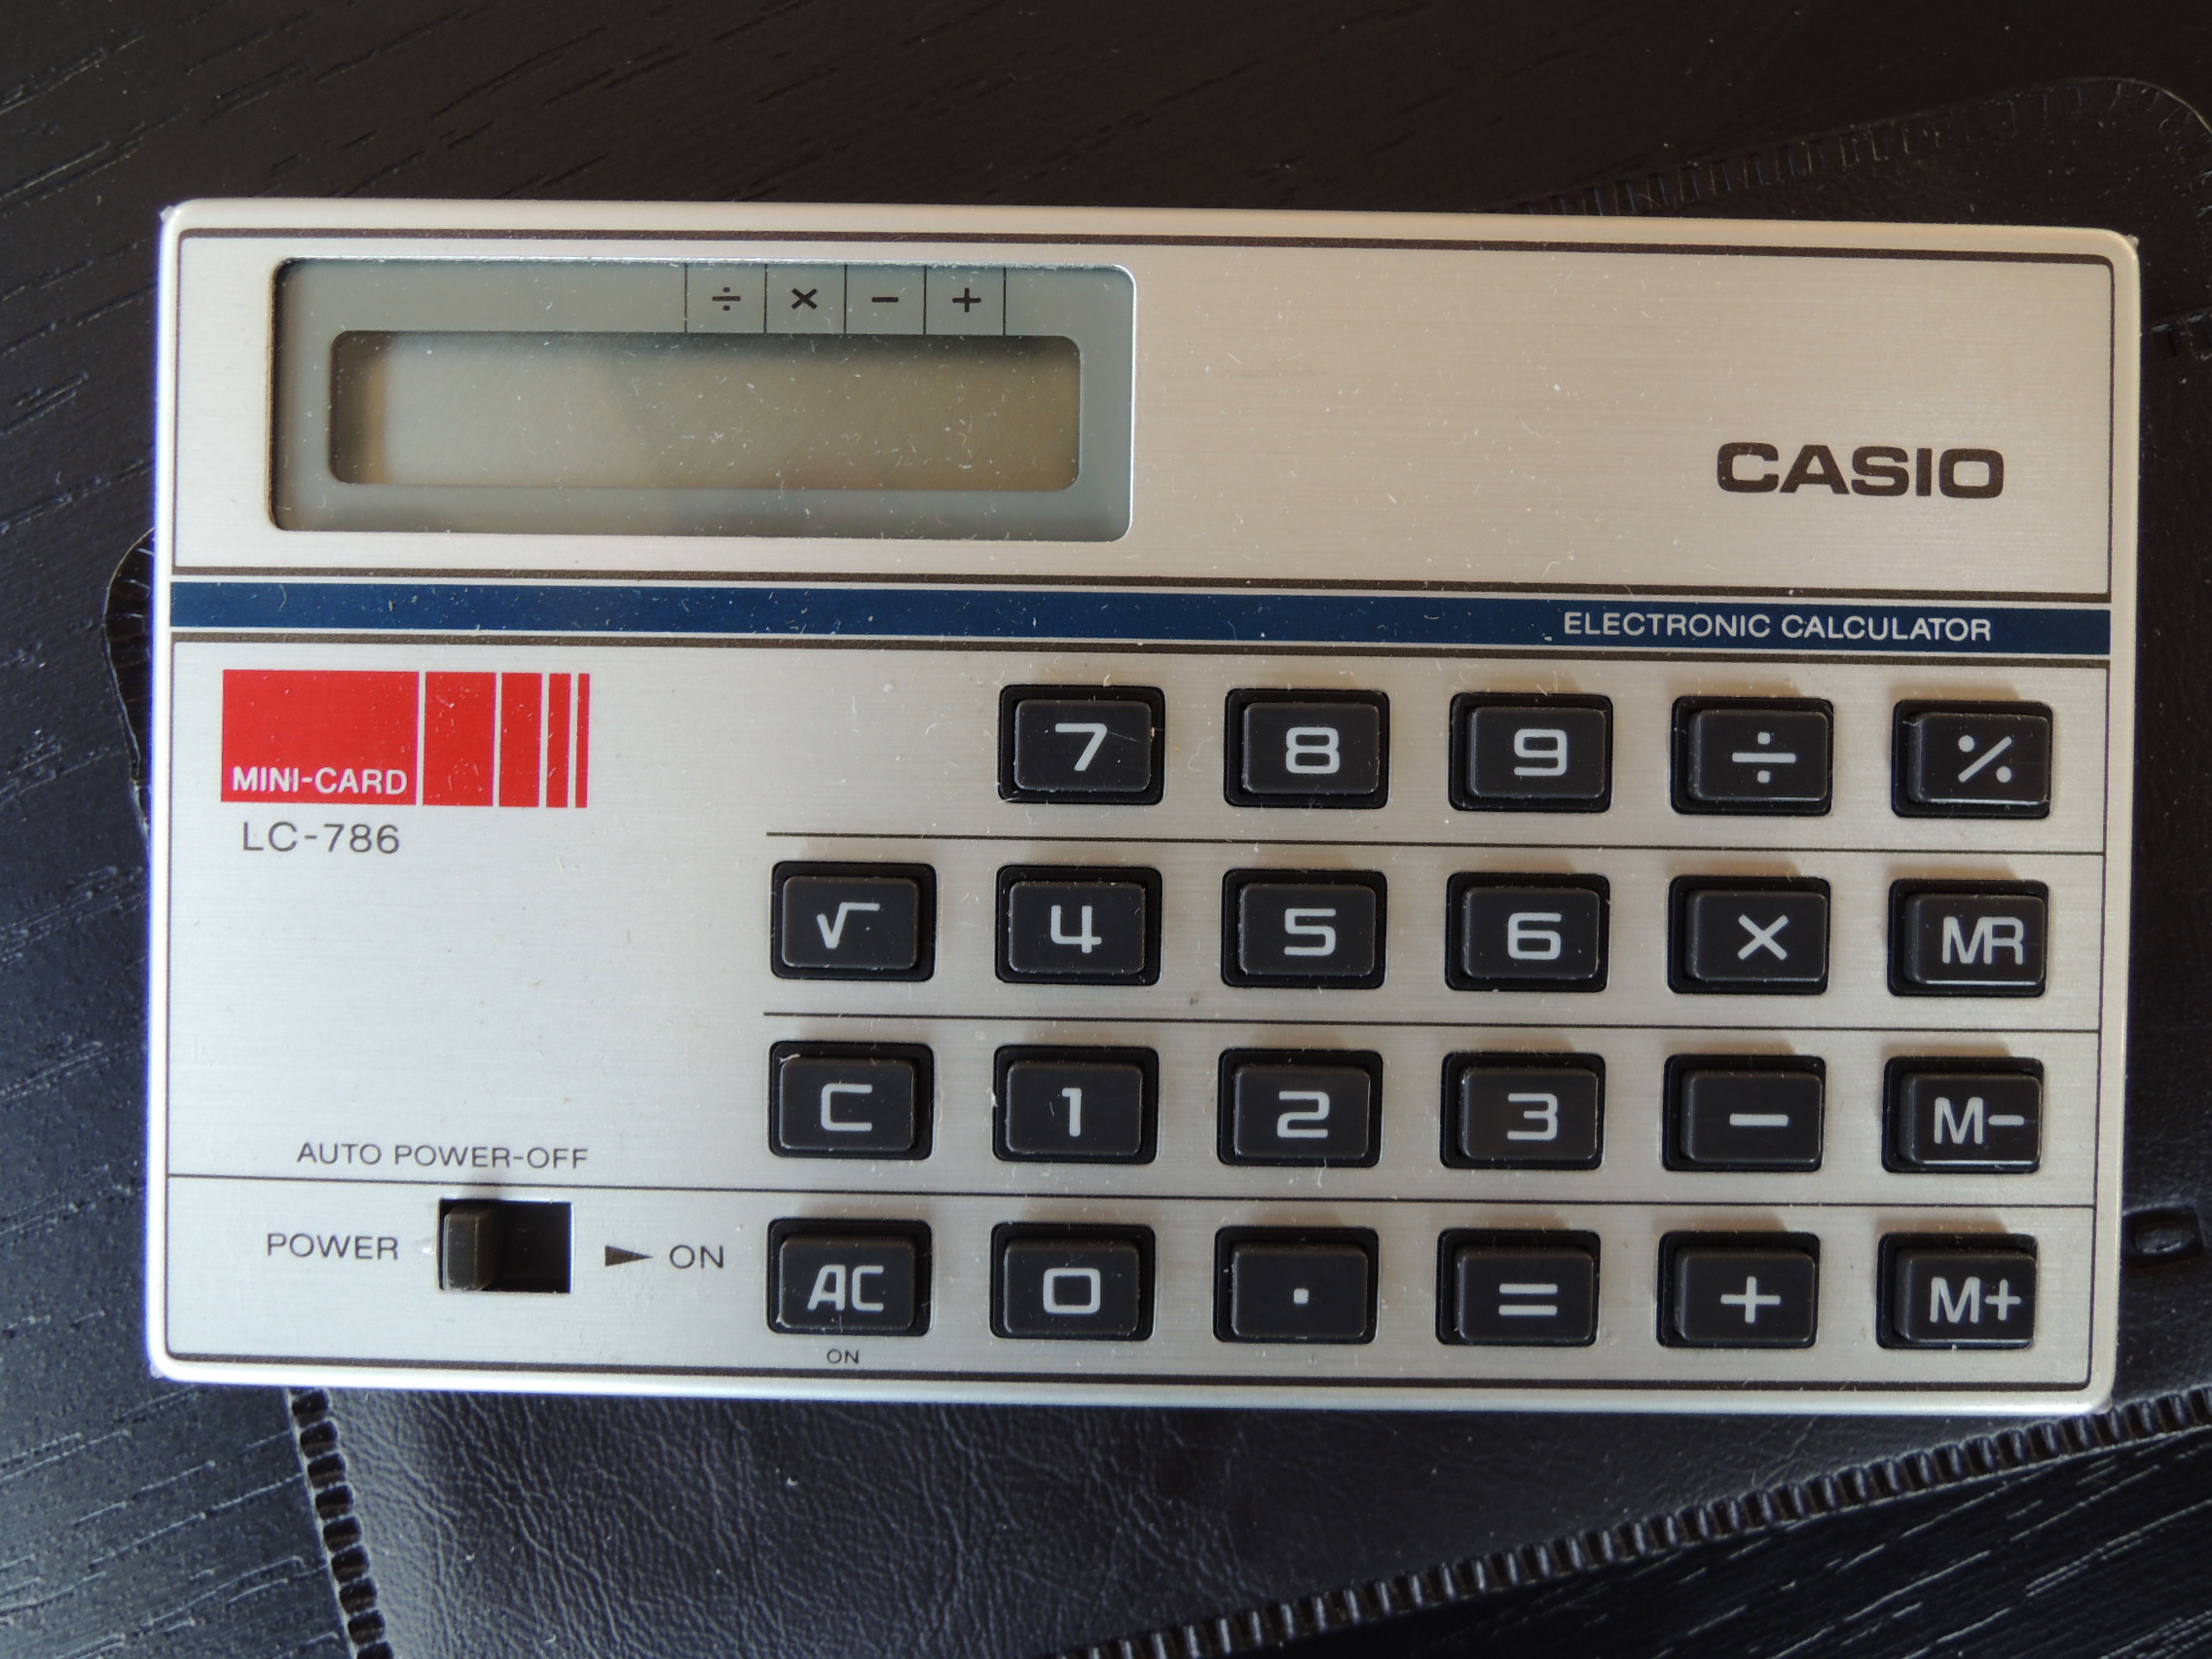 ÷ × − +
CASIO
ELECTRONIC CALCULATOR
MINI-CARD
LC-786
7 8 9 ÷ %
√ 4 5 6 × MR
C 1 2 3 − M−
AUTO POWER-OFF
POWER ► ON
AC 0 . = + M+
ON